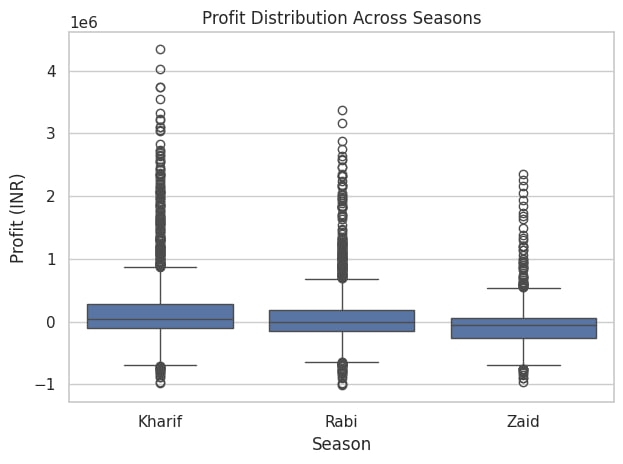 Profit Distribution Across Seasons
1e6
4
3
2
1
0
−1
Profit (INR)
Kharif
Rabi
Zaid
Season